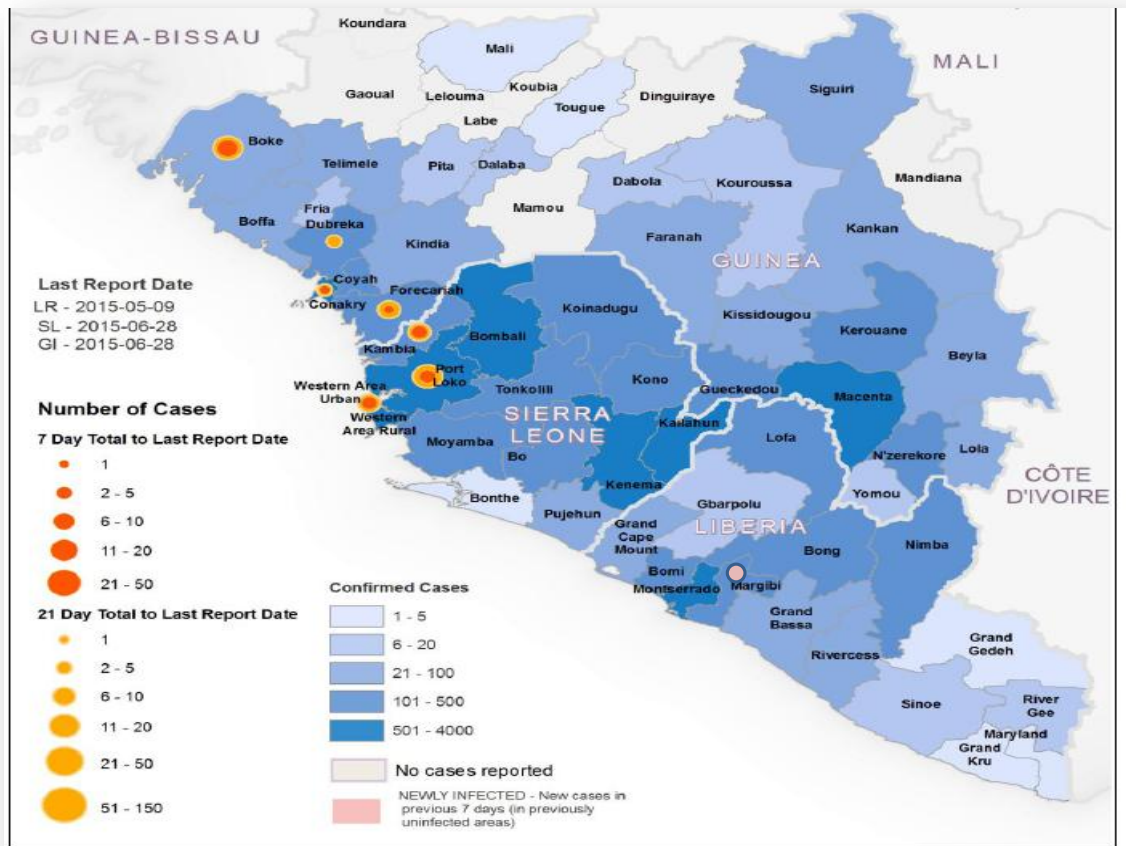 Koundara
GUINEA-BISSAU
Mali
MALI
Koubia
Siguiri
Gaoual
Lelouma
Dinguiraye
Tougue
Labe
Boke
Telimele
Pita
Dalaba
Mandiana
Dabola
Kouroussa
Fria
Mamou
Boffa
Dubreka
Kankan
Kindia
Faranah
GUINEA
Coyah
Last Report Date
LR - 2015-05-09
SL - 2015-06-28
GI - 2015-06-28
Forecariah
Conakry
Koinadugu
Kissidougou
Kerouane
Bombali
Kambia
Beyla
Port
Loko
Kono
Western Area
Urban
Tonkolili
Gueckedou
Macenta
Western
Area Rural
SIERRA
LEONE
Kailahun
Moyamba
Lofa
Lola
Bo
N'zerekore
CÔTE
D'IVOIRE
Kenema
Bonthe
Yomou
Gbarpolu
Pujehun
LIBERIA
Grand
Cape
Mount
Nimba
Bong
Bomi
Montserrado
Margibi
Grand
Bassa
Grand
Gedeh
Rivercess
Sinoe
River
Gee
Maryland
Grand
Kru
Number of Cases
7 Day Total to Last Report Date
1
2 - 5
6 - 10
11 - 20
21 - 50
21 Day Total to Last Report Date
1
2 - 5
6 - 10
11 - 20
21 - 50
51 - 150
Confirmed Cases
1 - 5
6 - 20
21 - 100
101 - 500
501 - 4000
No cases reported
NEWLY INFECTED - New cases in
previous 7 days (in previously
uninfected areas)